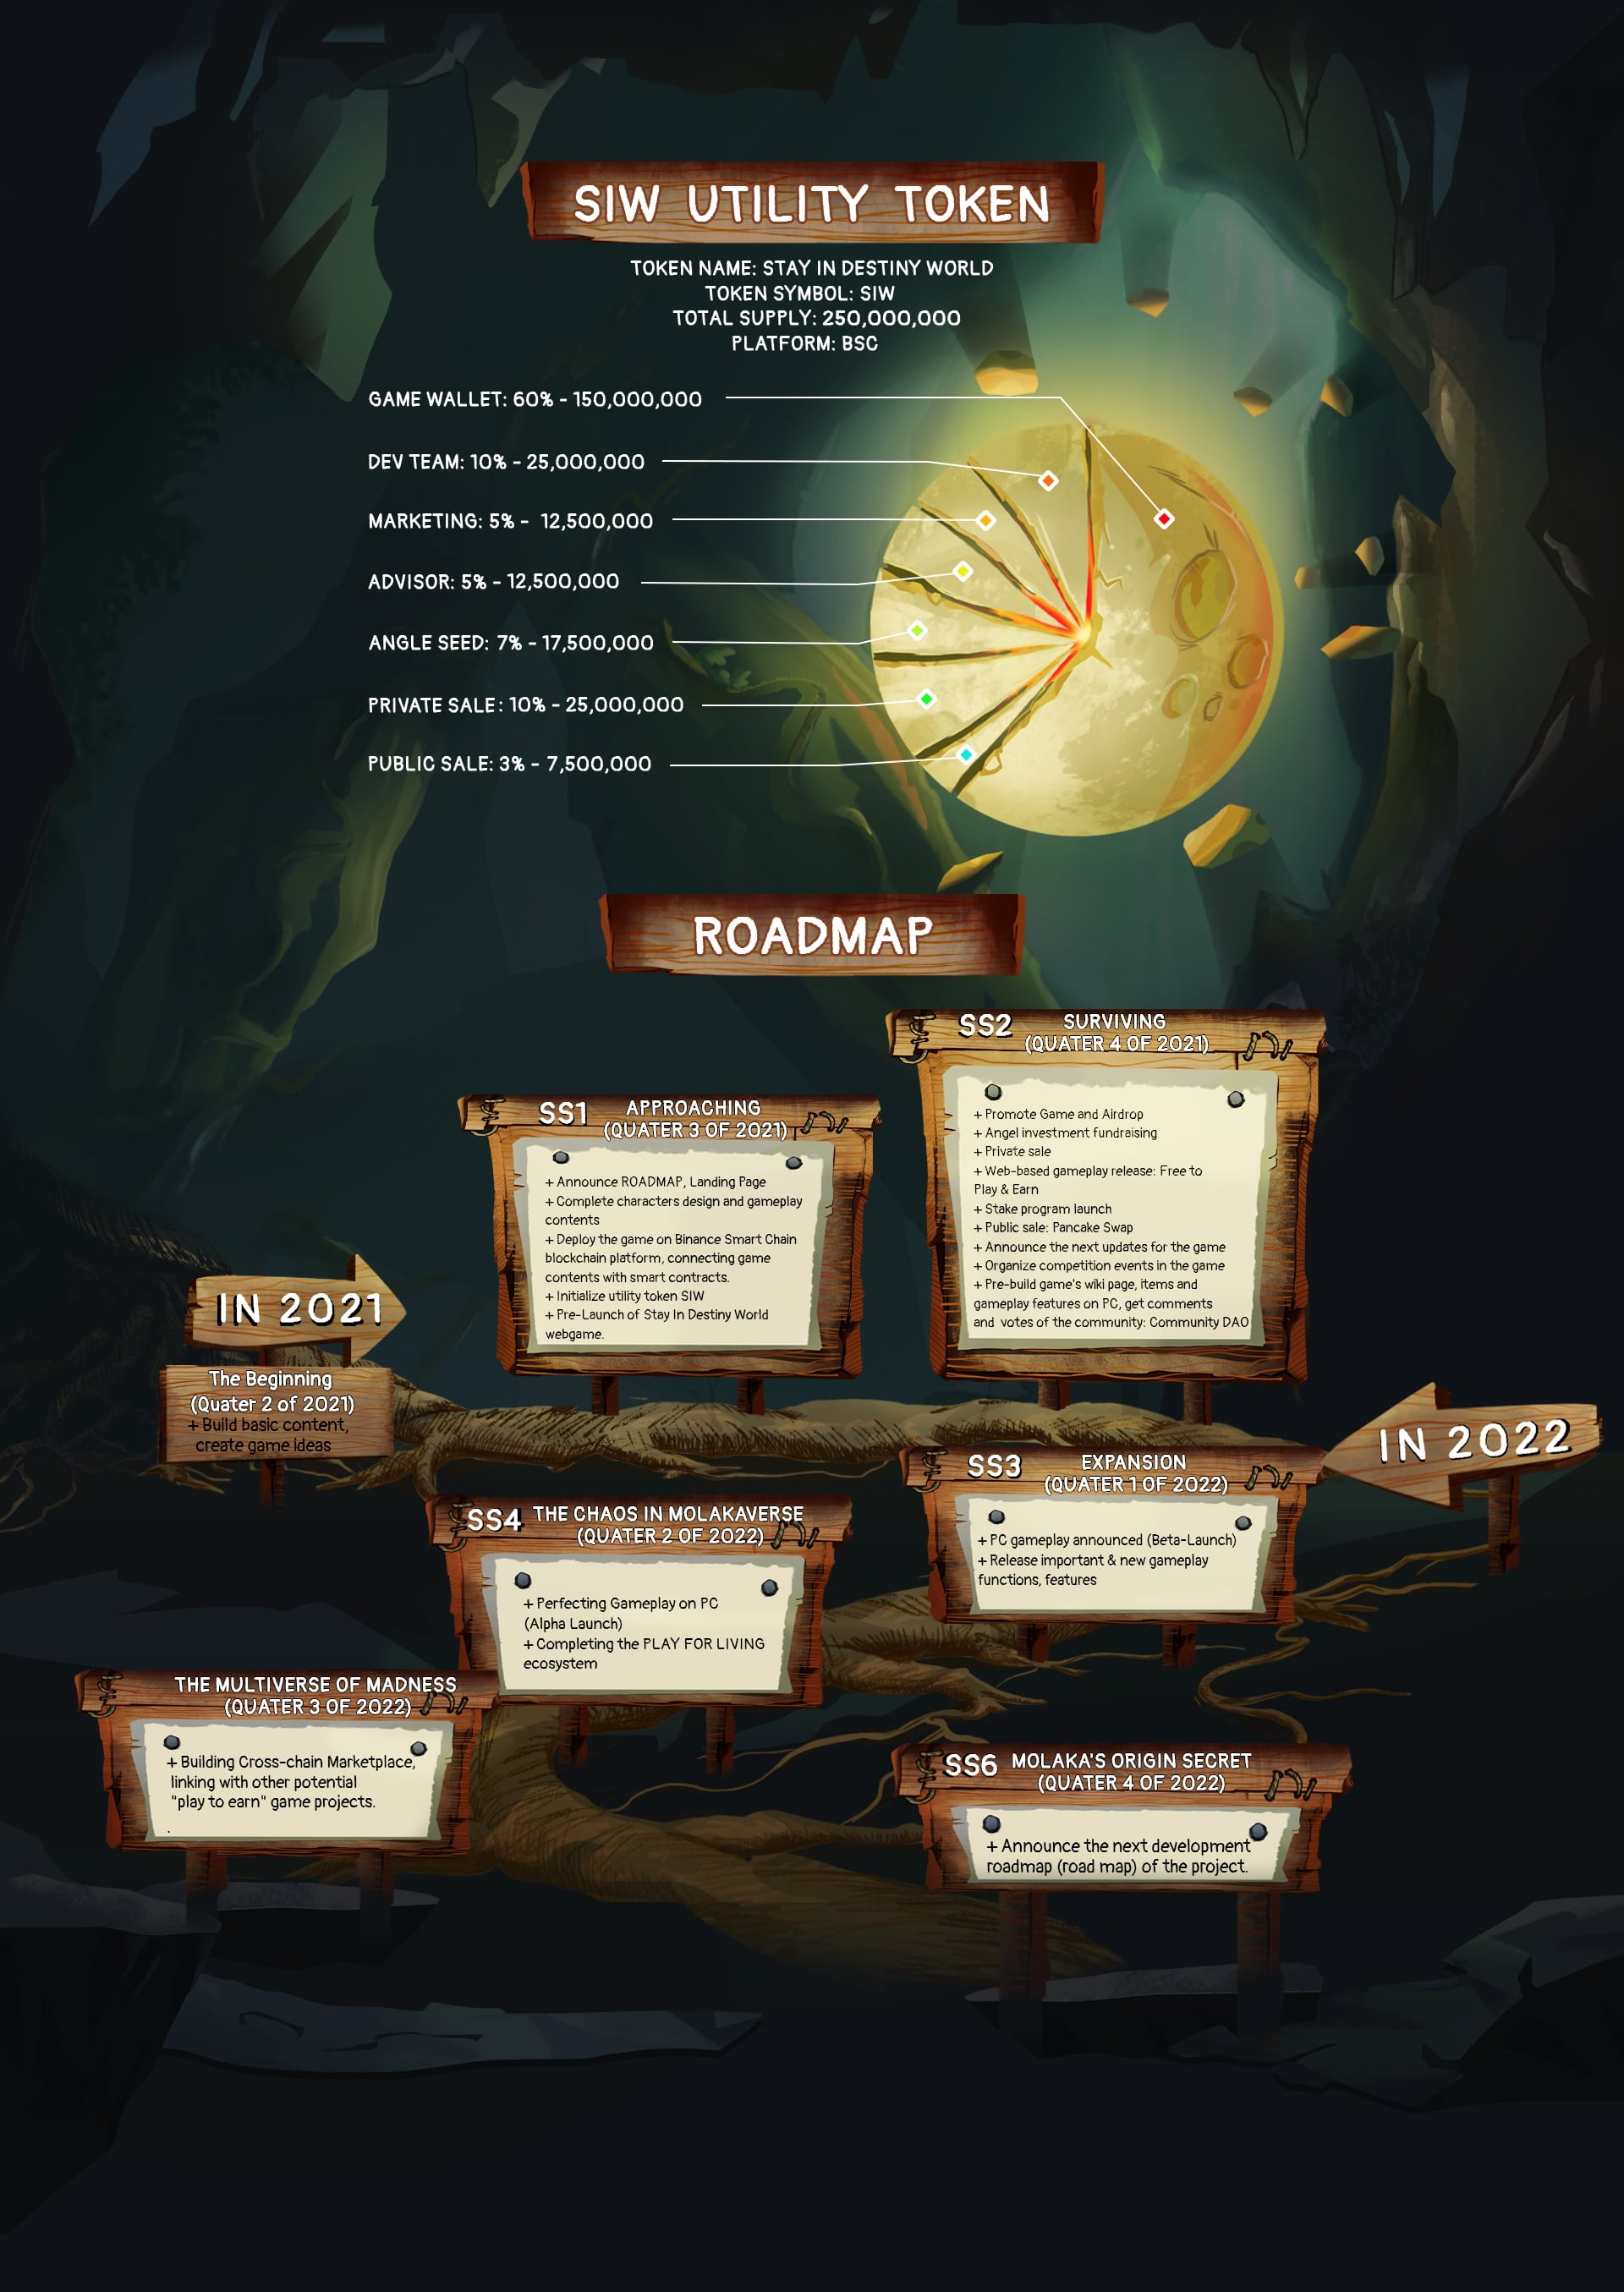 SIW UTILITY TOKEN
TOKEN NAME: STAY IN DESTINY WORLD
TOKEN SYMBOL: SIW
TOTAL SUPPLY: 250,000,000
PLATFORM: BSC
GAME WALLET: 60% - 150,000,000
DEV TEAM: 10% - 25,000,000
MARKETING: 5% - 12,500,000
ADVISOR: 5% - 12,500,000
ANGLE SEED: 7% - 17,500,000
PRIVATE SALE: 10% - 25,000,000
PUBLIC SALE: 3% - 7,500,000
ROADMAP
IN 2021
The Beginning
(Quater 2 of 2021)
+ Build basic content,
create game ideas
SS1 APPROACHING
(QUATER 3 OF 2021)
+ Announce ROADMAP, Landing Page
+ Complete characters design and gameplay
contents
+ Deploy the game on Binance Smart Chain
blockchain platform, connecting game
contents with smart contracts.
+ Initialize utility token SIW
+ Pre-Launch of Stay In Destiny World
webgame.
SS2 SURVIVING
(QUATER 4 OF 2021)
+ Promote Game and Airdrop
+ Angel investment fundraising
+ Private sale
+ Web-based gameplay release: Free to
Play & Earn
+ Stake program launch
+ Public sale: Pancake Swap
+ Announce the next updates for the game
+ Organize competition events in the game
+ Pre-build game's wiki page, items and
gameplay features on PC, get comments
and votes of the community: Community DAO
IN 2022
SS3 EXPANSION
(QUATER 1 OF 2022)
+ PC gameplay announced (Beta-Launch)
+ Release important & new gameplay
functions, features
SS4 THE CHAOS IN MOLAKAVERSE
(QUATER 2 OF 2022)
+ Perfecting Gameplay on PC
(Alpha Launch)
+ Completing the PLAY FOR LIVING
ecosystem
THE MULTIVERSE OF MADNESS
(QUATER 3 OF 2022)
+ Building Cross-chain Marketplace,
linking with other potential
"play to earn" game projects.
.
SS6 MOLAKA'S ORIGIN SECRET
(QUATER 4 OF 2022)
+ Announce the next development
roadmap (road map) of the project.